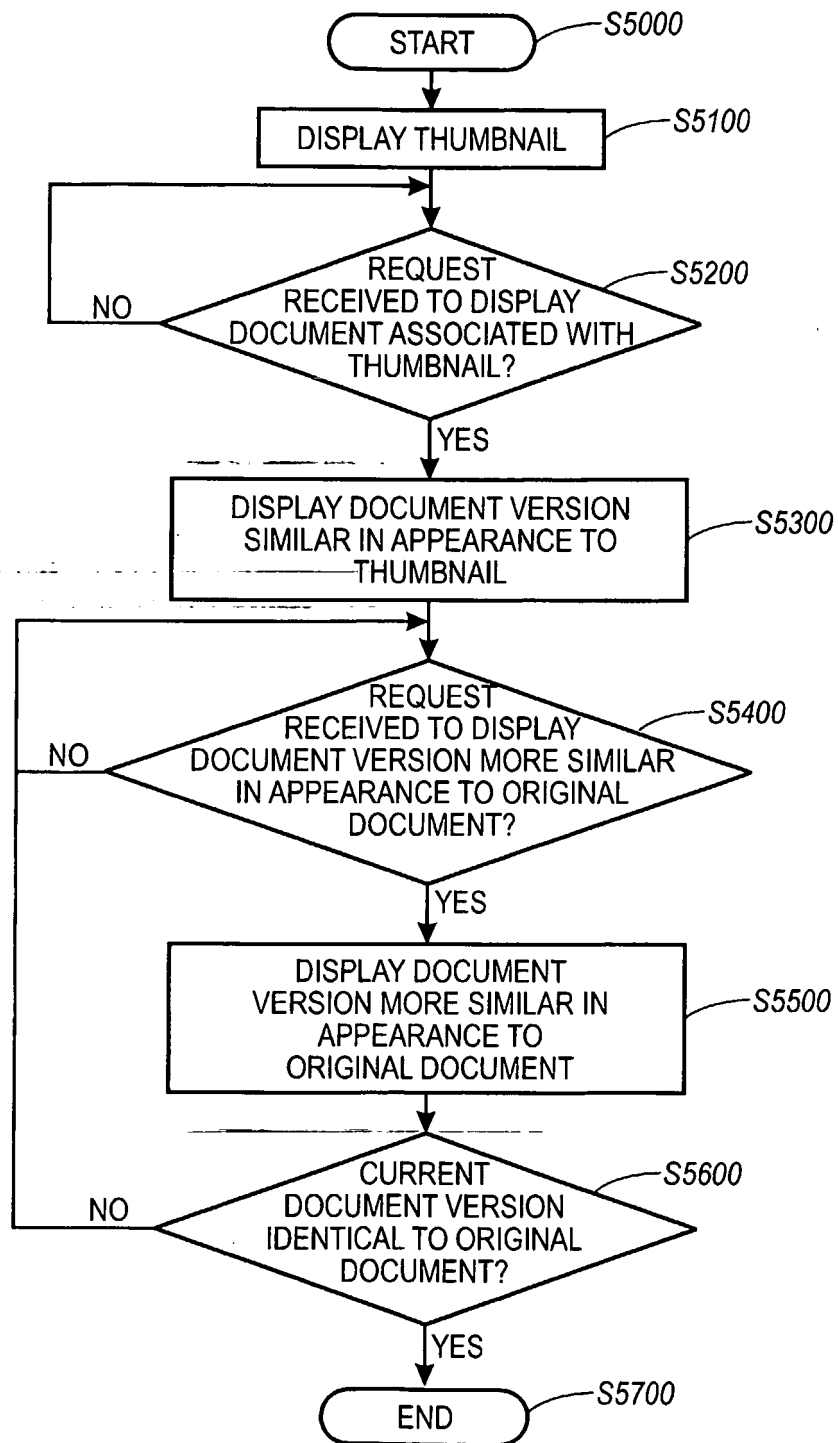 START
S5000
DISPLAY THUMBNAIL
S5100
REQUEST
RECEIVED TO DISPLAY
DOCUMENT ASSOCIATED WITH
THUMBNAIL?
S5200
NO
YES
DISPLAY DOCUMENT VERSION
SIMILAR IN APPEARANCE TO
THUMBNAIL
S5300
REQUEST
RECEIVED TO DISPLAY
DOCUMENT VERSION MORE SIMILAR
IN APPEARANCE TO ORIGINAL
DOCUMENT?
S5400
NO
YES
DISPLAY DOCUMENT
VERSION MORE SIMILAR IN
APPEARANCE TO
ORIGINAL DOCUMENT
S5500
CURRENT
DOCUMENT VERSION
IDENTICAL TO ORIGINAL
DOCUMENT?
S5600
NO
YES
END
S5700